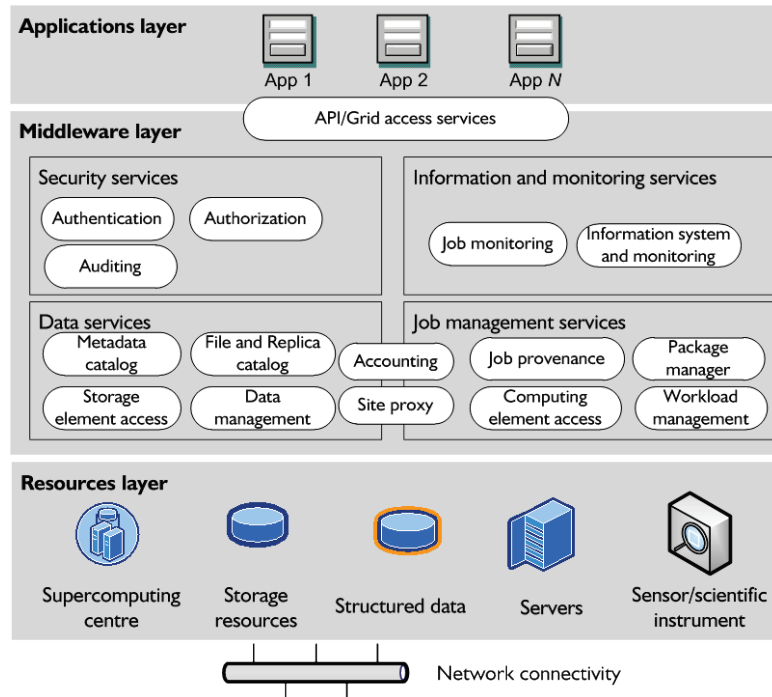 Applications layer
App 1
App 2
App N
API/Grid access services
Middleware layer
Security services
Authentication
Authorization
Auditing
Information and monitoring services
Job monitoring
Information system
and monitoring
Data services
Metadata
catalog
File and Replica
catalog
Storage
element access
Data
management
Accounting
Site proxy
Job management services
Job provenance
Package
manager
Computing
element access
Workload
management
Resources layer
Supercomputing
centre
Storage
resources
Structured data
Servers
Sensor/scientific
instrument
Network connectivity